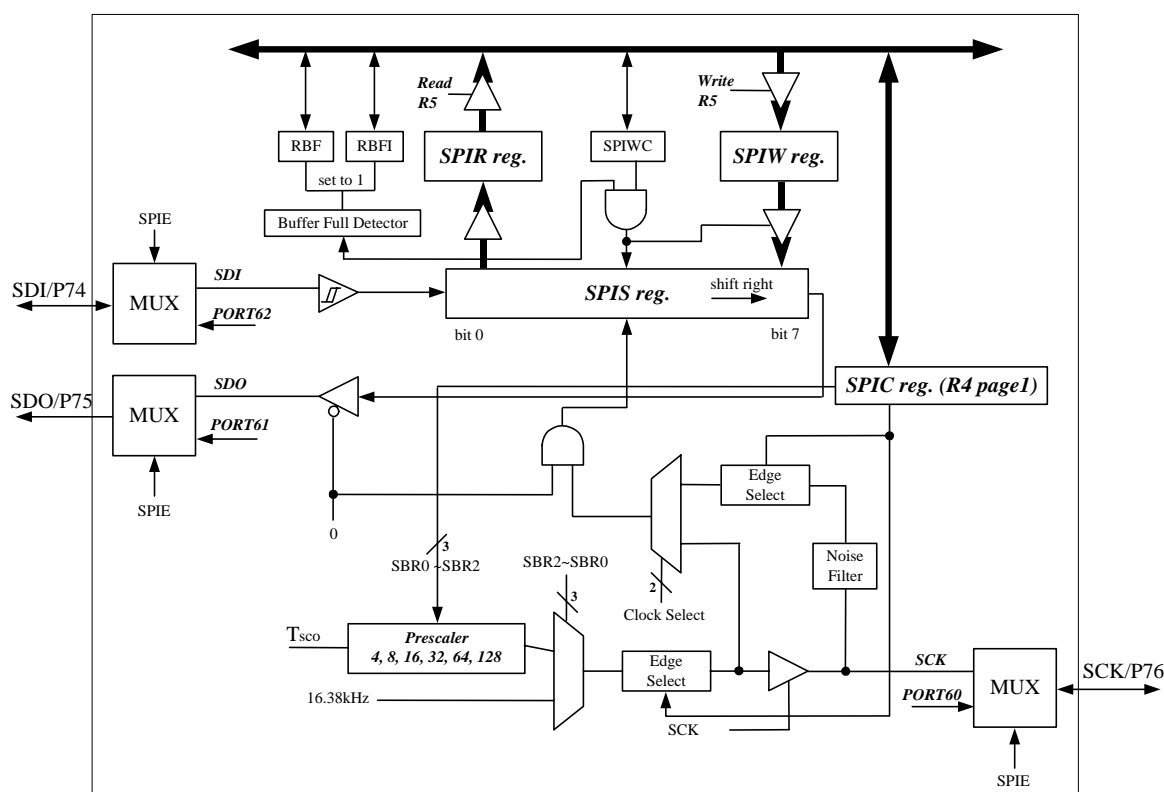 Read
R5
Write
R5
RBF
RBFI
SPIR reg.
SPIWC
SPIW reg.
set to 1
SPIE
Buffer Full Detector
SDI
SDI/P74
MUX
SPIS reg.
shift right
PORT62
bit 0
bit 7
SPIC reg. (R4 page1)
SDO
SDO/P75
MUX
PORT61
Edge
Select
SPIE
0
3
SBR0 ~SBR2
SBR2~SBR0
3
2
Clock Select
Noise
Filter
Tsco
Prescaler
4, 8, 16, 32, 64, 128
Edge
Select
SCK
MUX
SCK/P76
PORT60
16.38kHz
SCK
SPIE